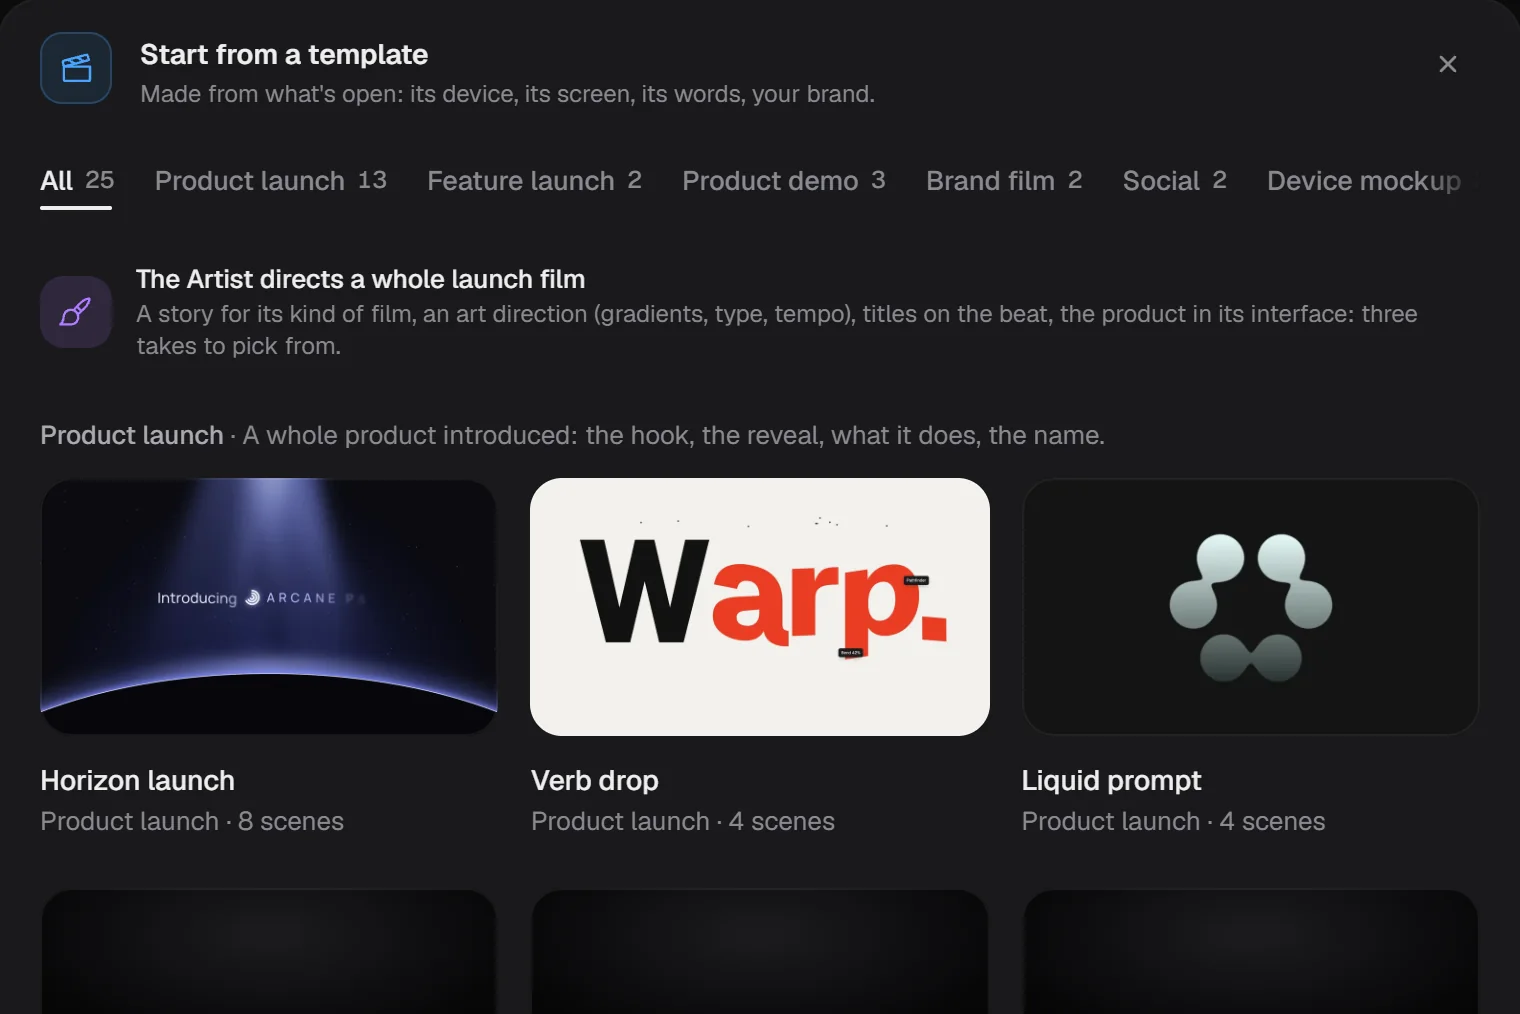 Start from a template
Made from what's open: its device, its screen, its words, your brand.
All 25 Product launch 13 Feature launch 2 Product demo 3 Brand film 2 Social 2 Device mockup
The Artist directs a whole launch film
A story for its kind of film, an art direction (gradients, type, tempo), titles on the beat, the product in its interface: three
takes to pick from.
Product launch · A whole product introduced: the hook, the reveal, what it does, the name.
Introducing ARCANE
Warp.
Horizon launch
Product launch · 8 scenes
Verb drop
Product launch · 4 scenes
Liquid prompt
Product launch · 4 scenes